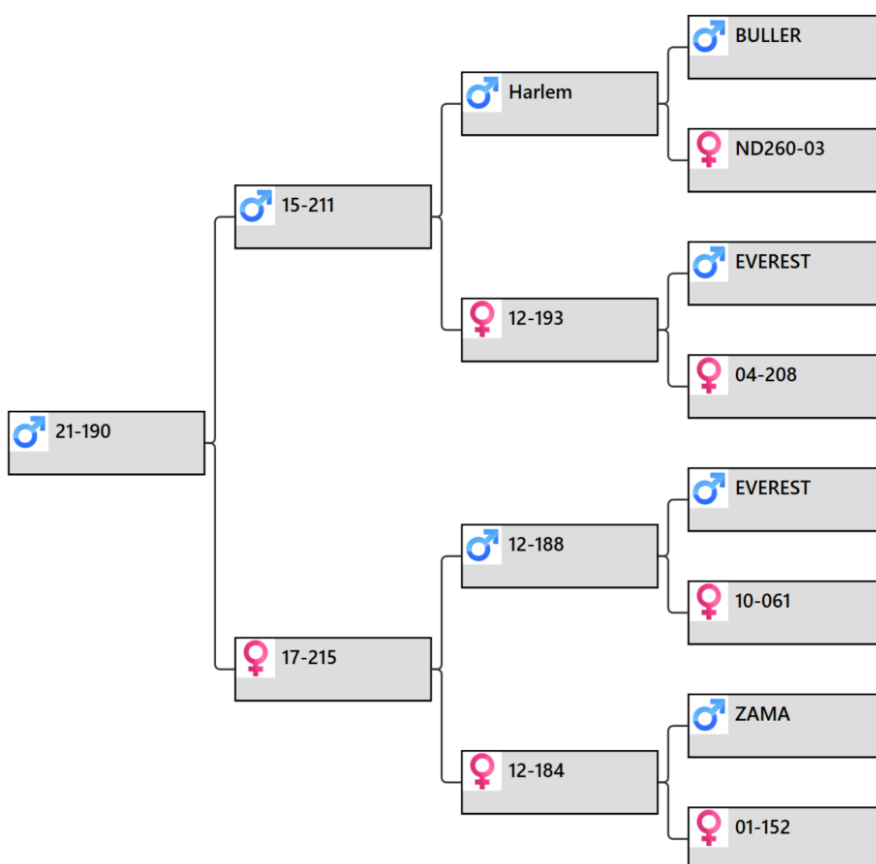 BULLER
Harlem
ND260-03
15-211
EVEREST
12-193
04-208
21-190
EVEREST
12-188
10-061
17-215
ZAMA
12-184
01-152